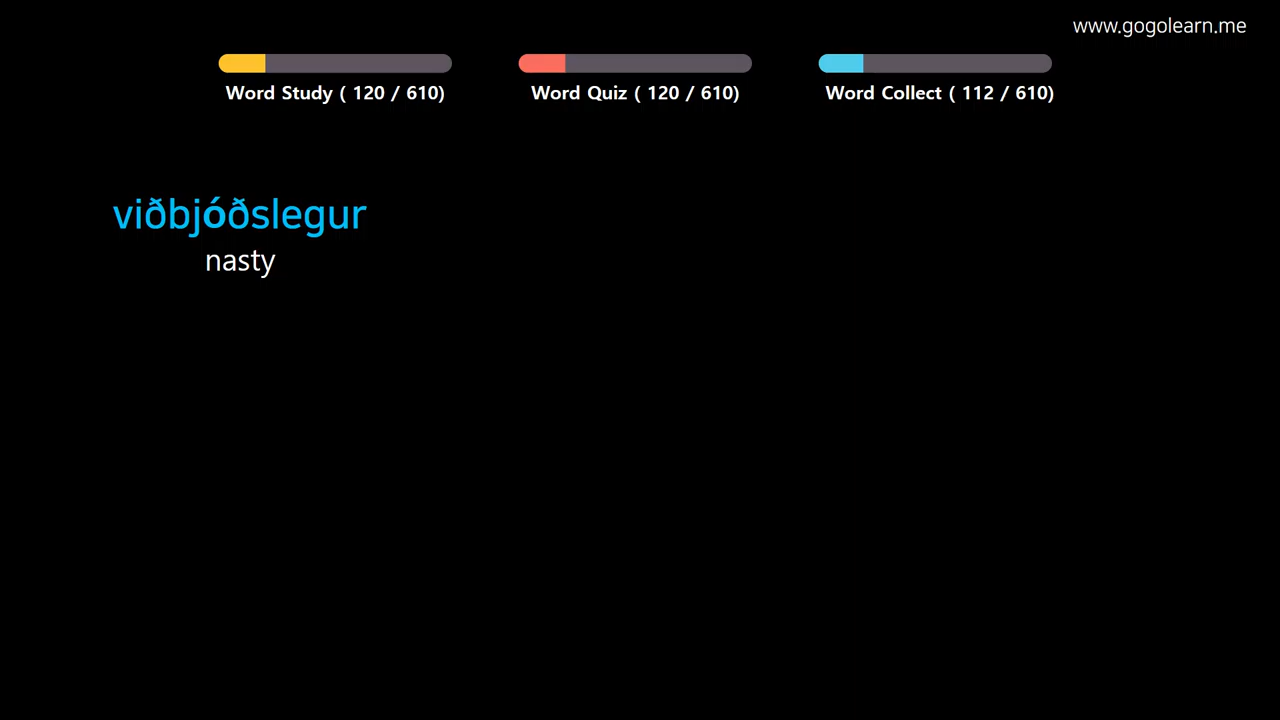 www.gogolearn.me
Word Study ( 120 / 610)
Word Quiz ( 120 / 610)
Word Collect ( 112 / 610)
viðbjóðslegur
nasty